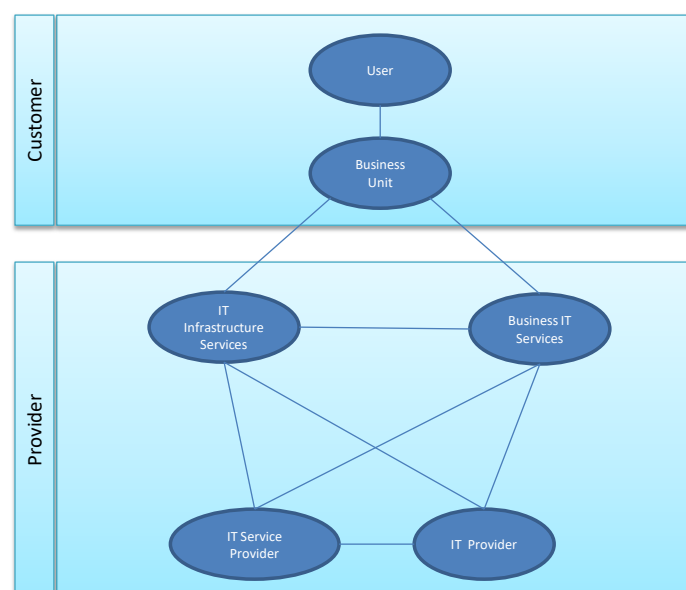 Customer
User
Business
Unit
Provider
IT
Infrastructure
Services
Business IT
Services
IT Service
Provider
IT Provider